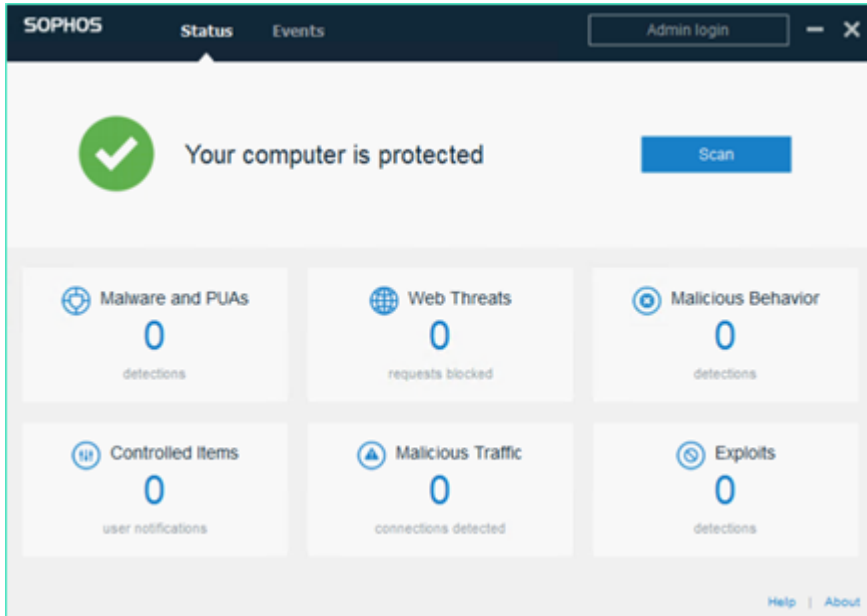 SOPHOS Status Events Admin login
Your computer is protected Scan
Malware and PUAs Web Threats Malicious Behavior
0 0 0
detections requests blocked detections
Controlled Items Malicious Traffic Exploits
0 0 0
user notifications connections detected detections
Help | About